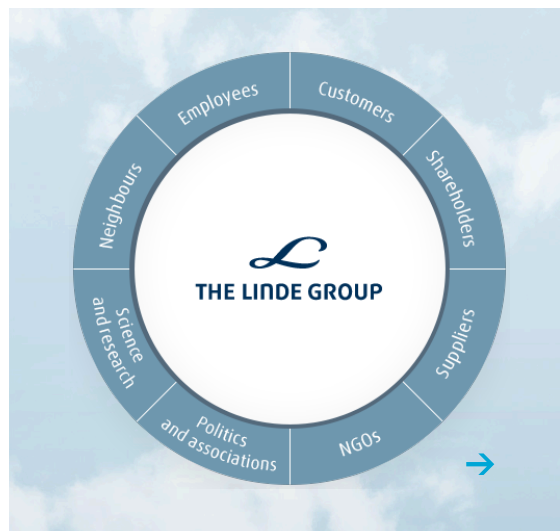 Employees
Customers
Neighbours
Shareholders
L
THE LINDE GROUP
Science
and research
Suppliers
Politics
and associations
NGOs